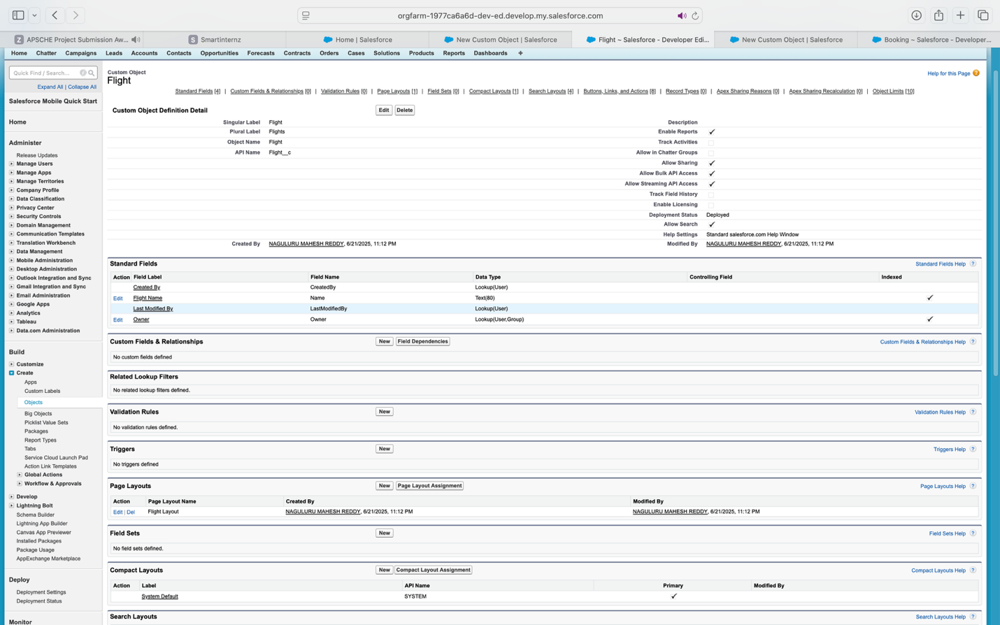 orgfarm-1977ca6a6d-dev-ed.develop.my.salesforce.com
Z APSCHE Project Submission Aw...
S Smartinternz
Home | Salesforce
New Custom Object | Salesforce
Flight ~ Salesforce - Developer Edi...
New Custom Object | Salesforce
Booking ~ Salesforce - Developer...
Home Chatter Campaigns Leads Accounts Contacts Opportunities Forecasts Contracts Orders Cases Solutions Products Reports Dashboards +
Quick Find / Search...
Expand All | Collapse All
Salesforce Mobile Quick Start
Home
Administer
Release Updates
Manage Users
Manage Apps
Manage Territories
Company Profile
Data Classification
Privacy Center
Security Controls
Domain Management
Communication Templates
Translation Workbench
Data Management
Mobile Administration
Desktop Administration
Outlook Integration and Sync
Gmail Integration and Sync
Email Administration
Google Apps
Analytics
Tableau
Data.com Administration
Build
Customize
Create
Apps
Custom Labels
Objects
Big Objects
Picklist Value Sets
Packages
Report Types
Tabs
Service Cloud Launch Pad
Action Link Templates
Global Actions
Workflow & Approvals
Develop
Lightning Bolt
Schema Builder
Lightning App Builder
Canvas App Previewer
Installed Packages
Package Usage
AppExchange Marketplace
Deploy
Deployment Settings
Deployment Status
Monitor
Custom Object
Flight
Help for this Page ?
Standard Fields [4] | Custom Fields & Relationships [0] | Validation Rules [0] | Page Layouts [1] | Field Sets [0] | Compact Layouts [1] | Search Layouts [4] | Buttons, Links, and Actions [8] | Record Types [0] | Apex Sharing Reasons [0] | Apex Sharing Recalculation [0] | Object Limits [10]
Custom Object Definition Detail Edit Delete
Singular Label Flight Description
Plural Label Flights Enable Reports ✓
Object Name Flight Track Activities
API Name Flight__c Allow in Chatter Groups
Allow Sharing ✓
Allow Bulk API Access ✓
Allow Streaming API Access ✓
Track Field History
Enable Licensing
Deployment Status Deployed
Allow Search ✓
Help Settings Standard salesforce.com Help Window
Created By NAGULURU MAHESH REDDY, 6/21/2025, 11:12 PM Modified By NAGULURU MAHESH REDDY, 6/21/2025, 11:12 PM
Standard Fields Standard Fields Help ?
Action Field Label Field Name Data Type Controlling Field Indexed
Created By CreatedBy Lookup(User)
Edit Flight Name Name Text(80) ✓
Last Modified By LastModifiedBy Lookup(User)
Edit Owner Owner Lookup(User,Group) ✓
Custom Fields & Relationships New Field Dependencies Custom Fields & Relationships Help ?
No custom fields defined
Related Lookup Filters
No related lookup filters defined.
Validation Rules New Validation Rules Help ?
No validation rules defined.
Triggers New Triggers Help ?
No triggers defined
Page Layouts New Page Layout Assignment Page Layouts Help ?
Action Page Layout Name Created By Modified By
Edit | Del Flight Layout NAGULURU MAHESH REDDY, 6/21/2025, 11:12 PM NAGULURU MAHESH REDDY, 6/21/2025, 11:12 PM
Field Sets New Field Sets Help ?
No field sets defined.
Compact Layouts New Compact Layout Assignment Compact Layouts Help ?
Action Label API Name Primary Modified By
System Default SYSTEM ✓
Search Layouts Search Layouts Help ?